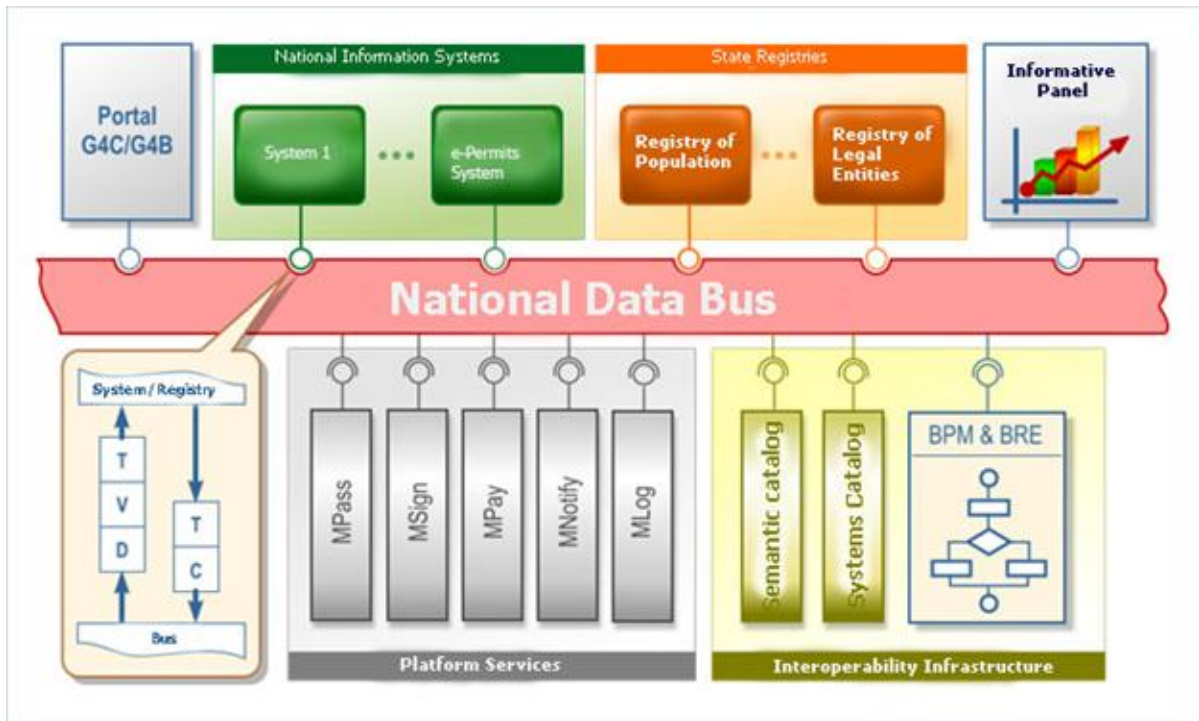 National Information Systems
State Registries
Portal
G4C/G4B
System 1
e-Permits
System
Registry of
Population
Registry of
Legal
Entities
Informative
Panel
National Data Bus
System / Registry
T
V
D
T
C
Bus
MPass
MSign
MPay
MNotify
MLog
Platform Services
Semantic catalog
Systems Catalog
BPM & BRE
Interoperability Infrastructure